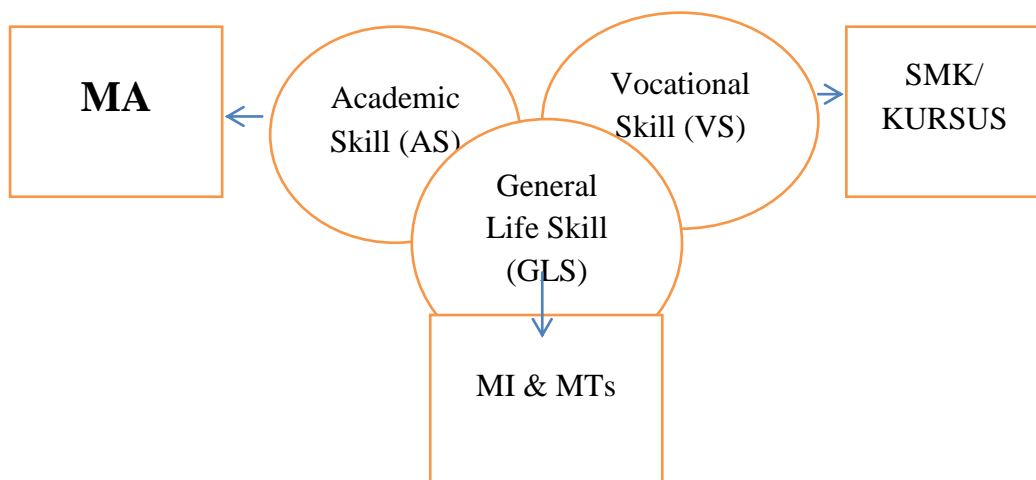 MA
Academic
Skill (AS)
Vocational
Skill (VS)
SMK/
KURSUS
General
Life Skill
(GLS)
MI & MTs